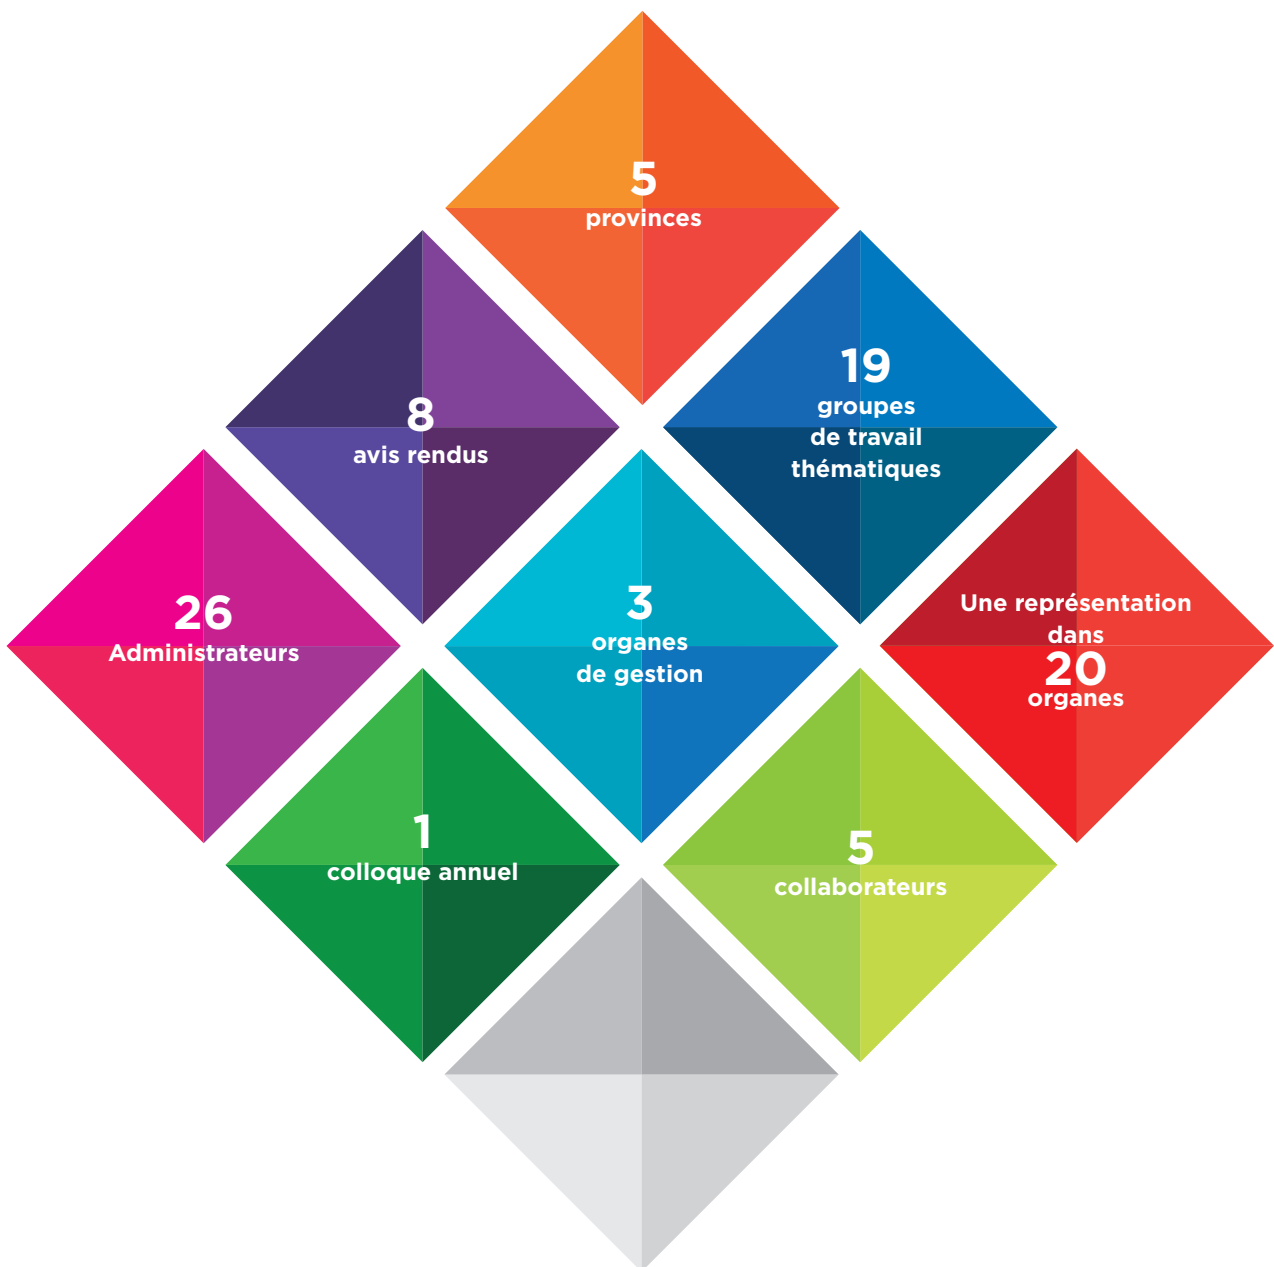 5
provinces
8
avis rendus
19
groupes
de travail
thématiques
26
Administrateurs
3
organes
de gestion
Une représentation
dans
20
organes
1
colloque annuel
5
collaborateurs